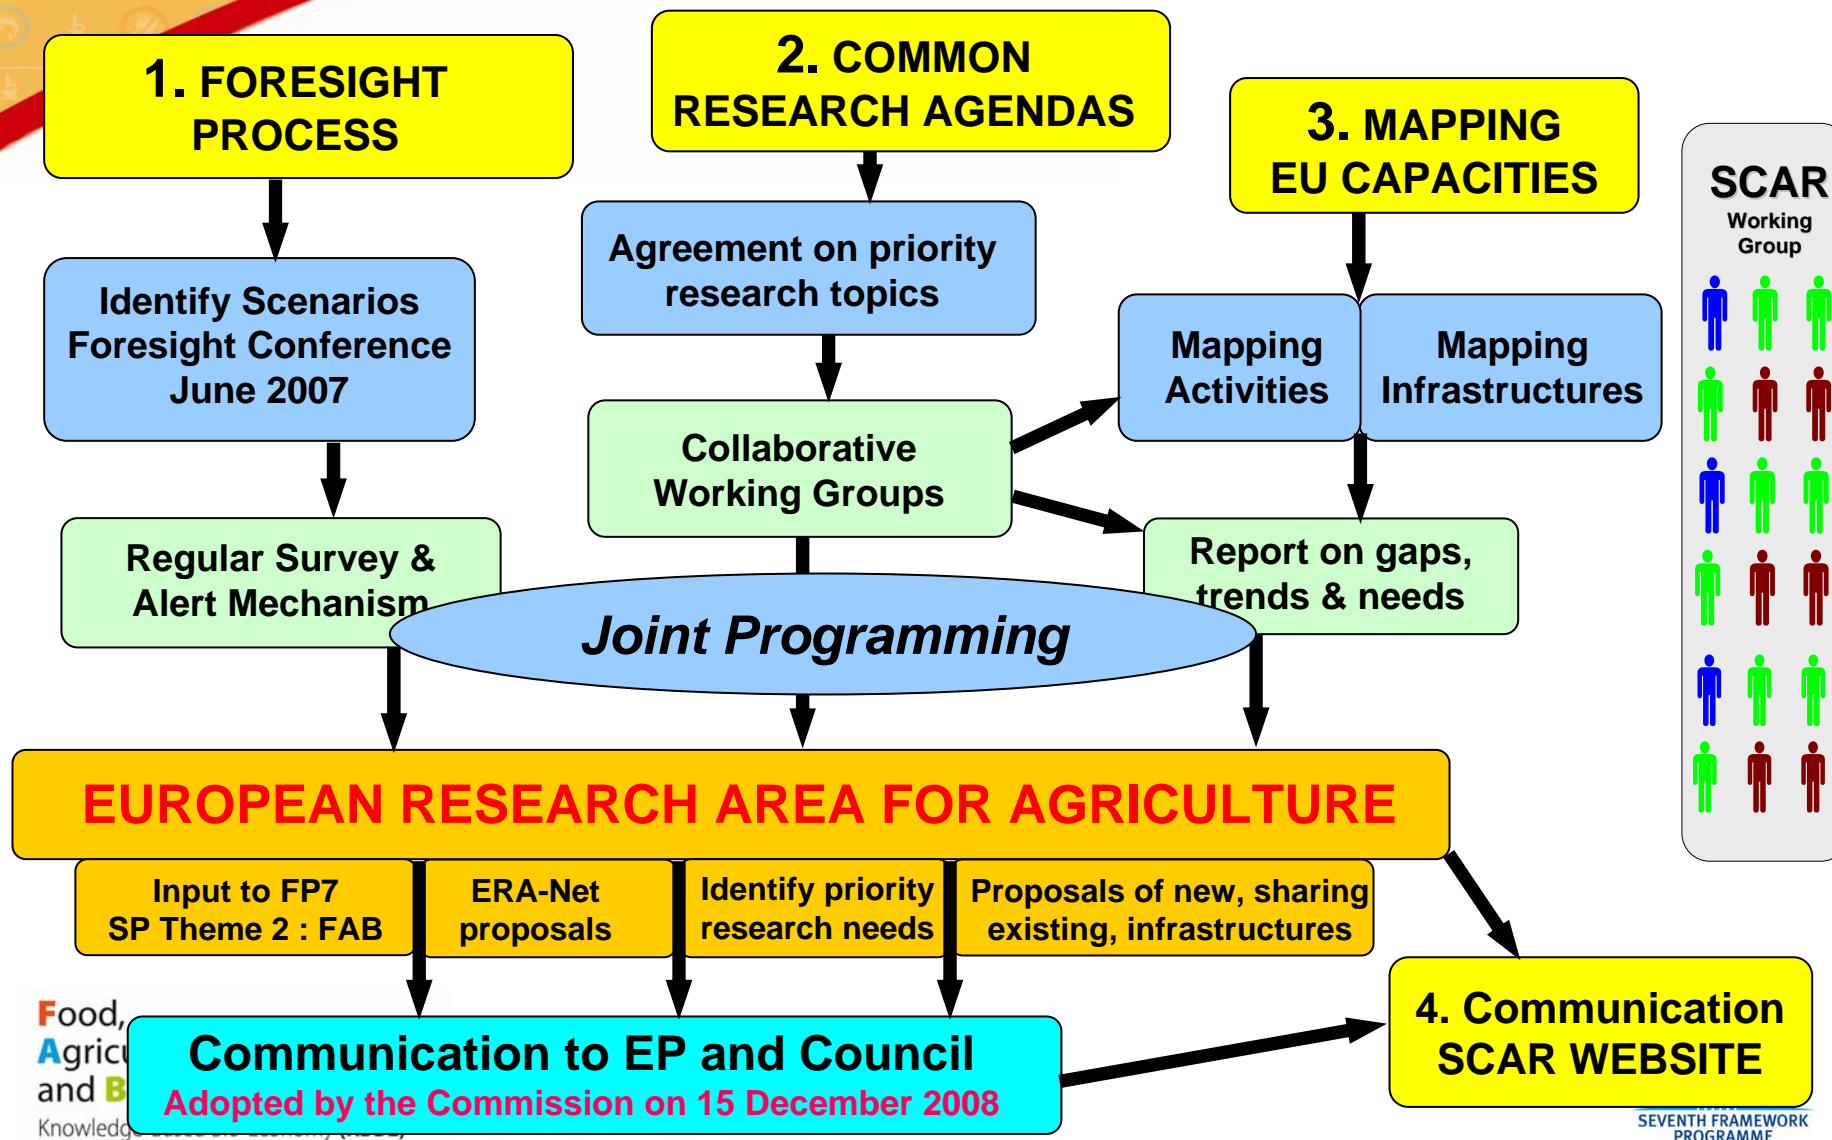 1. FORESIGHT
PROCESS
2. COMMON
RESEARCH AGENDAS
3. MAPPING
EU CAPACITIES
SCAR
Working
Group
Identify Scenarios
Foresight Conference
June 2007
Agreement on priority
research topics
Mapping
Activities
Mapping
Infrastructures
Collaborative
Working Groups
Regular Survey &
Alert Mechanism
Report on gaps,
trends & needs
Joint Programming
EUROPEAN RESEARCH AREA FOR AGRICULTURE
Input to FP7
SP Theme 2 : FAB
ERA-Net
proposals
Identify priority
research needs
Proposals of new, sharing
existing, infrastructures
Communication to EP and Council
Adopted by the Commission on 15 December 2008
4. Communication
SCAR WEBSITE
Food,
Agricu
and B
Knowledg
SEVENTH FRAMEWORK
PROGRAMME